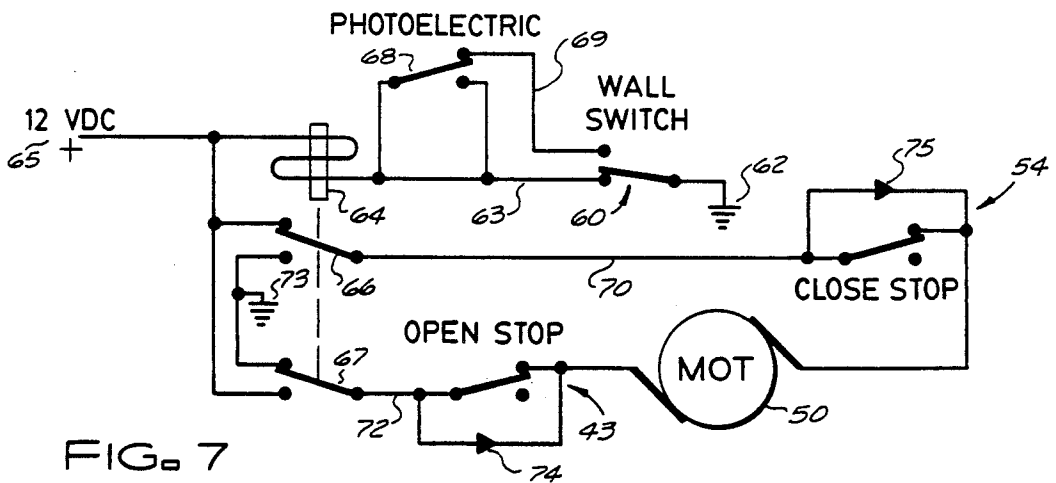 PHOTOELECTRIC
68
69
WALL
SWITCH
12 VDC
65 +
62
75
54
64
63
60
73
66
70
CLOSE STOP
OPEN STOP
67
MOT
72
43
50
74
FIG. 7